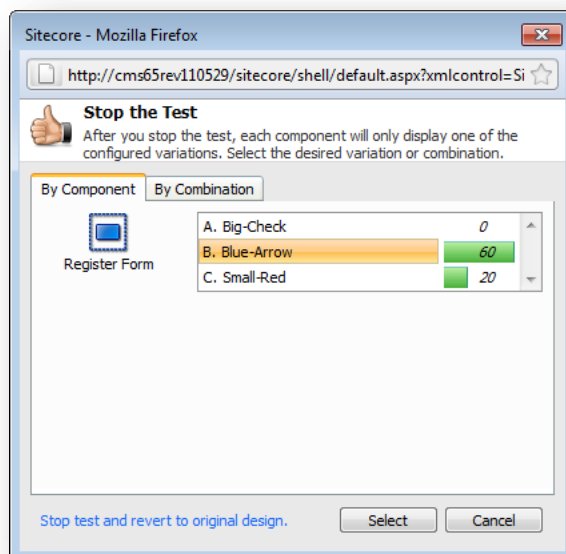 Sitecore - Mozilla Firefox
http://cms65rev110529/sitecore/shell/default.aspx?xmlcontrol=Si
Stop the Test
After you stop the test, each component will only display one of the
configured variations. Select the desired variation or combination.
By Component By Combination
Register Form
A. Big-Check 0
B. Blue-Arrow 60
C. Small-Red 20
Stop test and revert to original design. Select Cancel